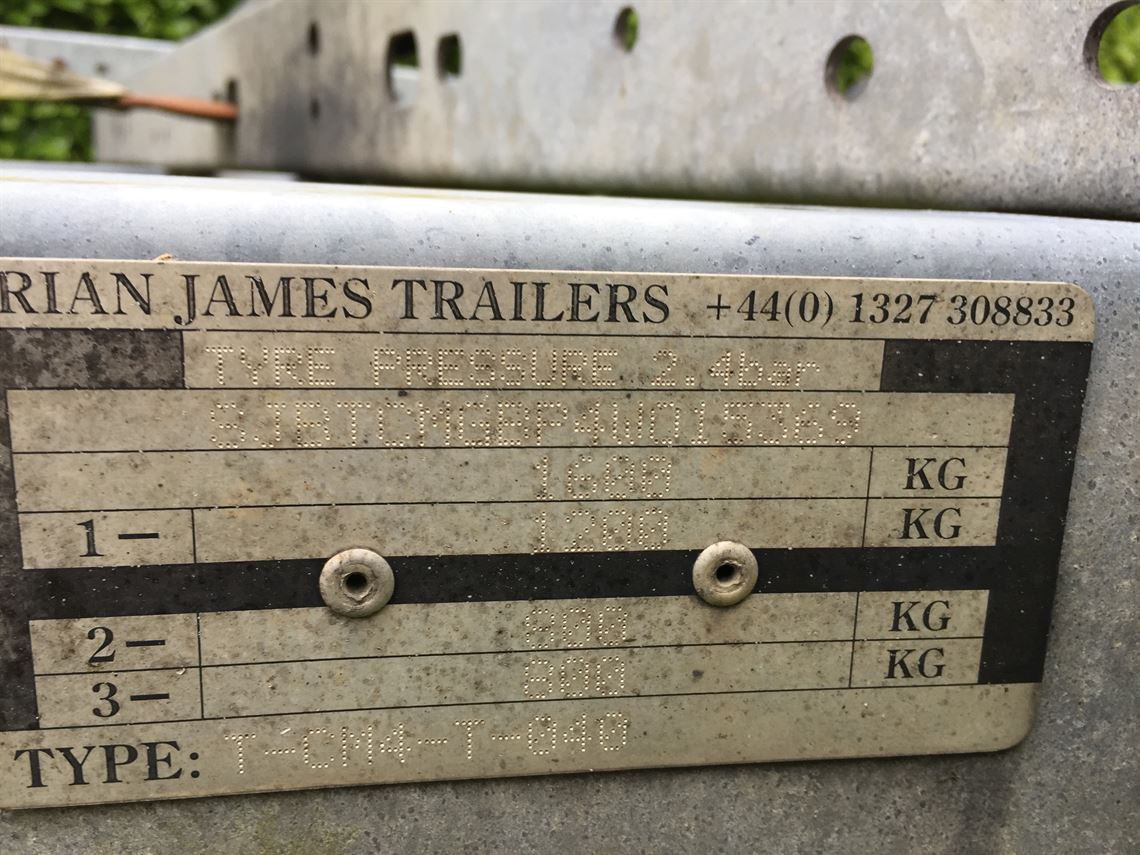 RIAN JAMES TRAILERS +44(0) 1327 308833
TYRE PRESSURE 2.4bar
SJBTCMGBP4W015369
1600 KG
1- 1200 KG
2- 800 KG
3- 800 KG
TYPE: T-CM4-T-040